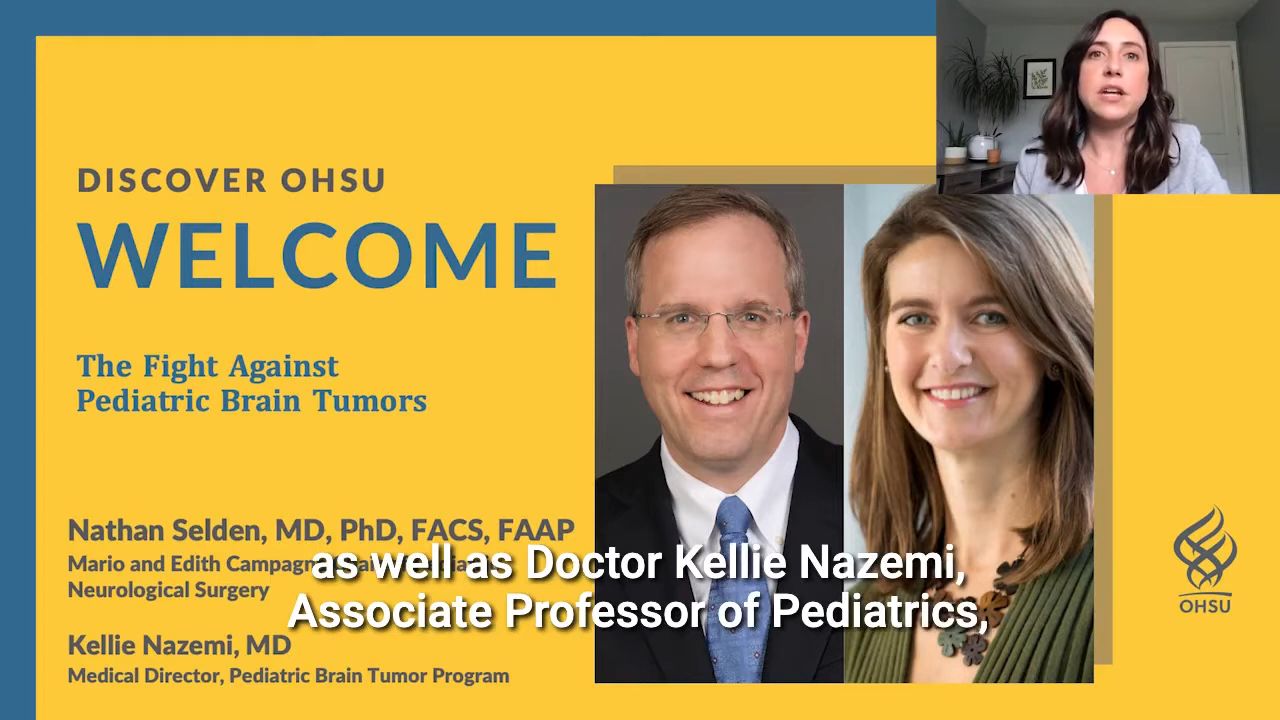 DISCOVER OHSU
WELCOME
The Fight Against
Pediatric Brain Tumors
Nathan Selden, MD, PhD, FACS, FAAP
Mario and Edith Campagna
Neurological Surgery
as well as Doctor Kellie Nazemi,
Associate Professor of Pediatrics,
Kellie Nazemi, MD
Medical Director, Pediatric Brain Tumor Program
OHSU